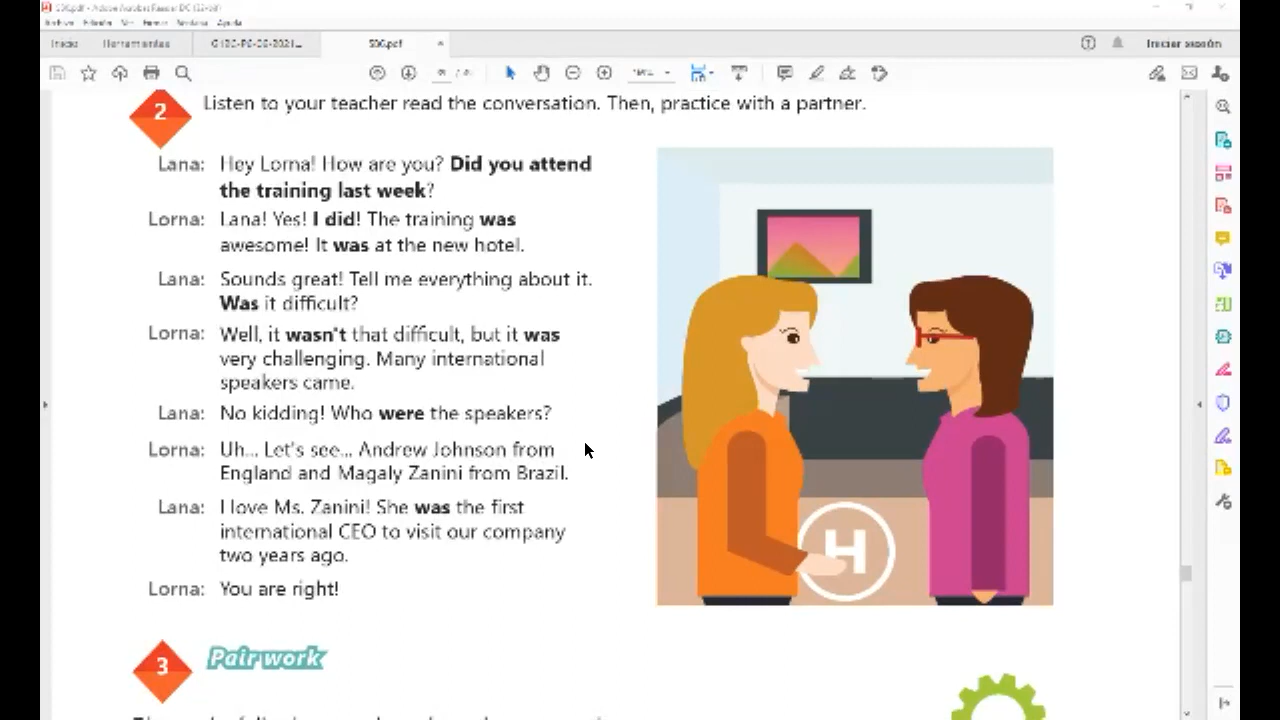 Inicio Herramientas SB6.pdf × Iniciar sesión
2 Listen to your teacher read the conversation. Then, practice with a partner.
Lana: Hey Lorna! How are you? Did you attend
the training last week?
Lorna: Lana! Yes! I did! The training was
awesome! It was at the new hotel.
Lana: Sounds great! Tell me everything about it.
Was it difficult?
Lorna: Well, it wasn't that difficult, but it was
very challenging. Many international
speakers came.
Lana: No kidding! Who were the speakers?
Lorna: Uh... Let's see... Andrew Johnson from
England and Magaly Zanini from Brazil.
Lana: I love Ms. Zanini! She was the first
international CEO to visit our company
two years ago.
Lorna: You are right!
H
3 Pair work